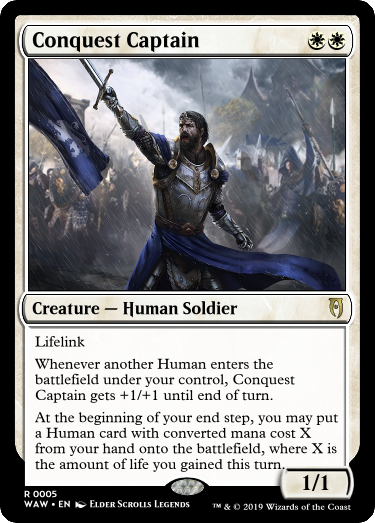 Conquest Captain
Creature — Human Soldier
Lifelink
Whenever another Human enters the
battlefield under your control, Conquest
Captain gets +1/+1 until end of turn.
At the beginning of your end step, you may put
a Human card with converted mana cost X
from your hand onto the battlefield, where X is
the amount of life you gained this turn.
1/1
R 0005
WAW • EN Elder Scrolls Legends
™ & © 2019 Wizards of the Coast